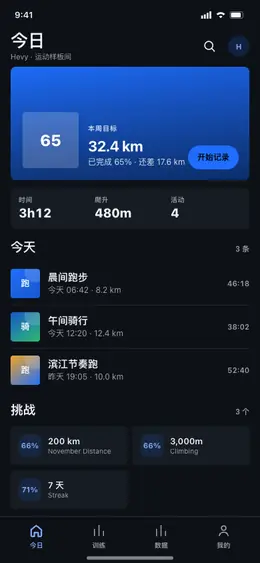 9:41
今日
Hevy · 运动样板间
H
65
本周目标
32.4 km
已完成 65% · 还差 17.6 km
开始记录
时间
3h12
爬升
480m
活动
4
今天
3 条
跑
晨间跑步
今天 06:42 · 8.2 km
46:18
骑
午间骑行
今天 12:20 · 12.4 km
38:02
跑
滨江节奏跑
昨天 19:05 · 10.0 km
52:40
挑战
3 个
66%
200 km
November Distance
66%
3,000m
Climbing
71%
7 天
Streak
今日
训练
数据
我的